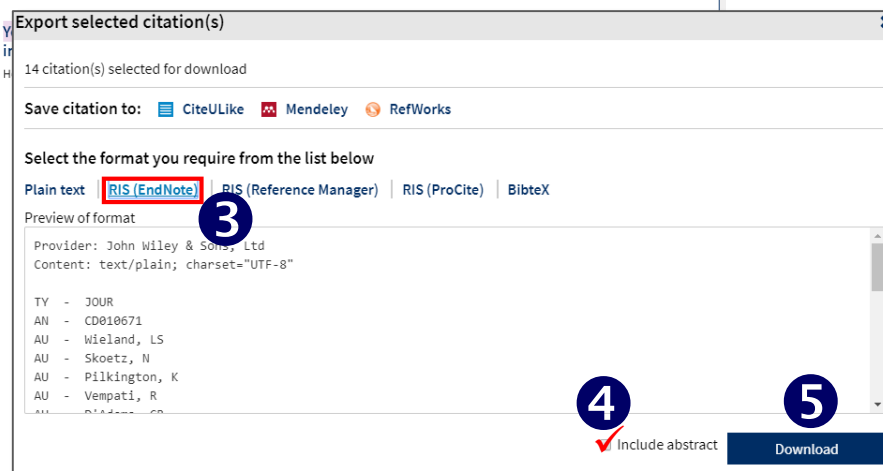 Export selected citation(s)
14 citation(s) selected for download
Save citation to: CiteULike Mendeley RefWorks
Select the format you require from the list below
Plain text RIS (EndNote) RIS (Reference Manager) RIS (ProCite) BibteX
3
Preview of format
Provider: John Wiley & Sons, Ltd
Content: text/plain; charset="UTF-8"
TY - JOUR
AN - CD010671
AU - Wieland, LS
AU - Skoetz, N
AU - Pilkington, K
AU - Vempati, R
4 5
Include abstract Download